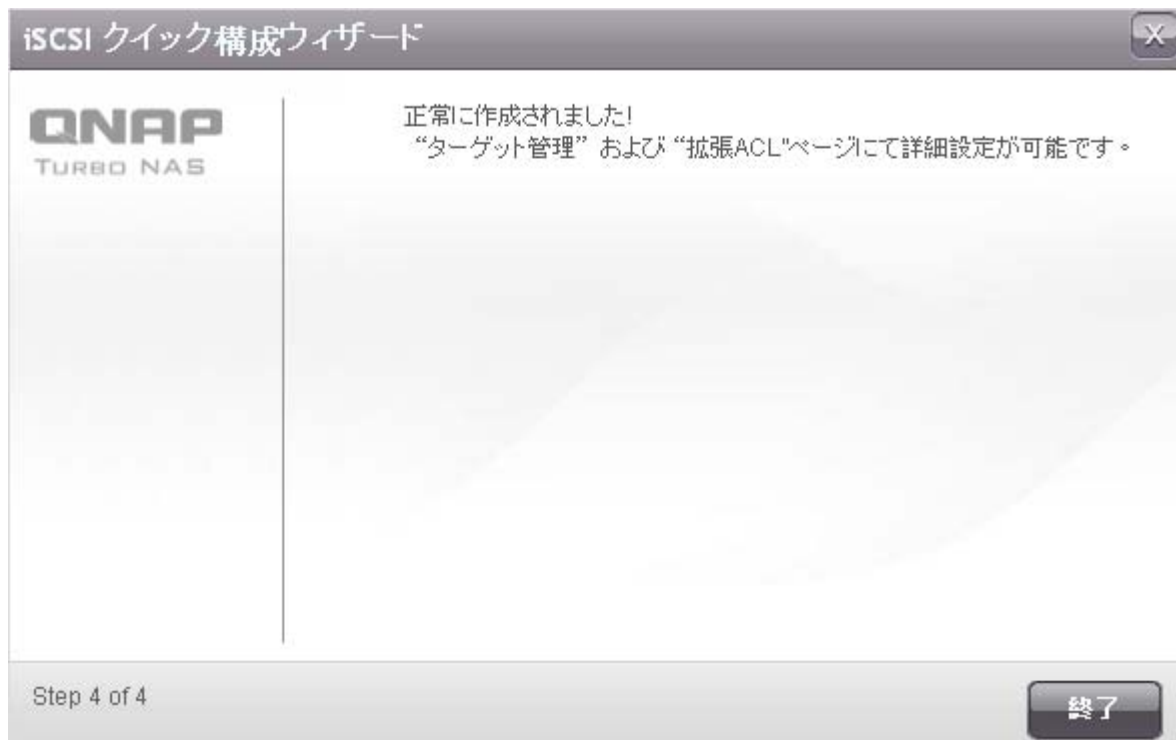 iSCSI クイック構成ウィザード
QNAP
TURBO NAS
正常に作成されました!
“ターゲット管理” および “拡張ACL"ページにて詳細設定が可能です。
Step 4 of 4
終了